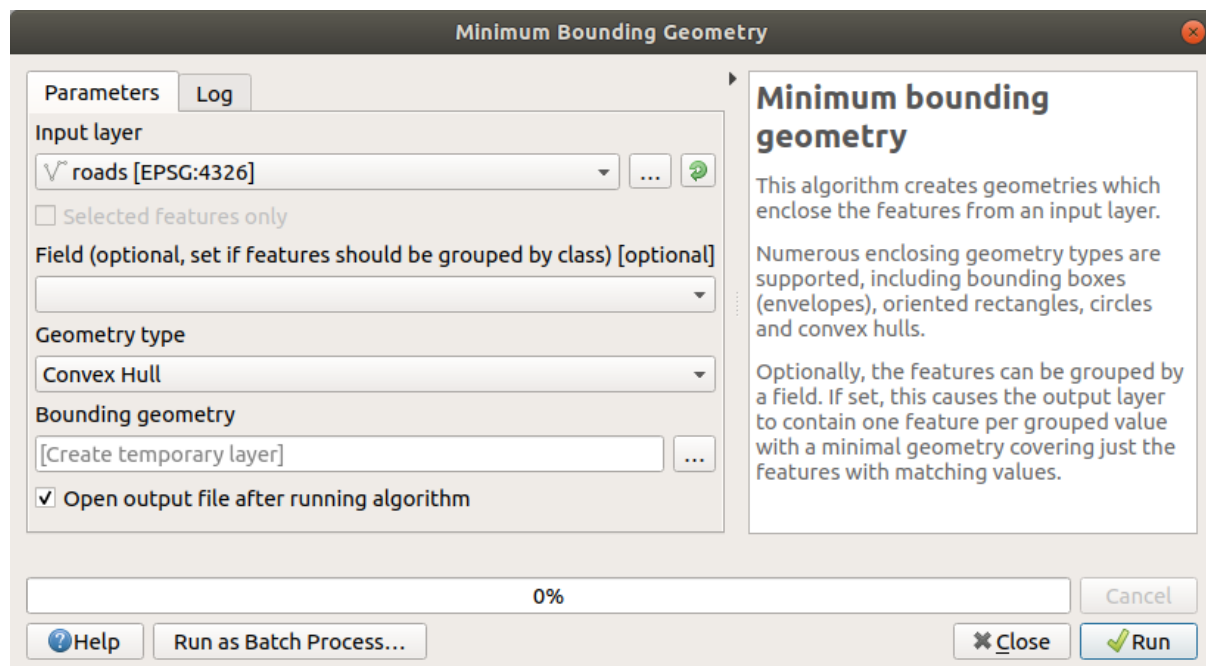 Minimum Bounding Geometry
Parameters
Log
Input layer
roads [EPSG:4326]
...
Selected features only
Field (optional, set if features should be grouped by class) [optional]
Geometry type
Convex Hull
Bounding geometry
[Create temporary layer]
...
Open output file after running algorithm
Minimum bounding
geometry
This algorithm creates geometries which
enclose the features from an input layer.
Numerous enclosing geometry types are
supported, including bounding boxes
(envelopes), oriented rectangles, circles
and convex hulls.
Optionally, the features can be grouped by
a field. If set, this causes the output layer
to contain one feature per grouped value
with a minimal geometry covering just the
features with matching values.
0%
Cancel
Help
Run as Batch Process...
Close
Run